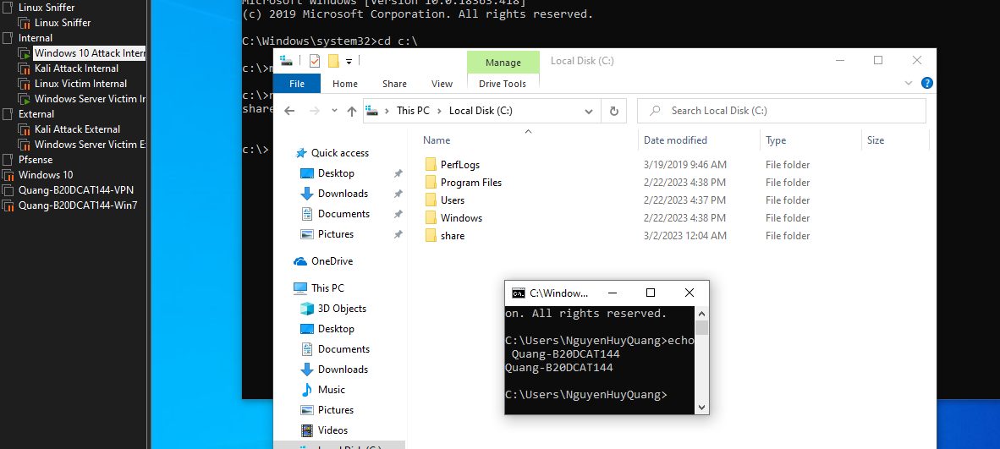 Linux Sniffer
Linux Sniffer
Internal
Windows 10 Attack Intern
Kali Attack Internal
Linux Victim Internal
Windows Server Victim In
External
Kali Attack External
Windows Server Victim Ex
Pfsense
Windows 10
Quang-B20DCAT144-VPN
Quang-B20DCAT144-Win7
Microsoft Windows [Version 10.0.18363.418]
(c) 2019 Microsoft Corporation. All rights reserved.
C:\Windows\system32>cd c:\
c:\>m
c:\>n
share
c:\>
Manage
Local Disk (C:)
File
Home
Share
View
Drive Tools
This PC
Local Disk (C:)
Search Local Disk (C:)
Quick access
Desktop
Downloads
Documents
Pictures
OneDrive
This PC
3D Objects
Desktop
Documents
Downloads
Music
Pictures
Videos
Local Disk (C:)
Name Date modified Type Size
PerfLogs 3/19/2019 9:46 AM File folder
Program Files 2/22/2023 4:38 PM File folder
Users 2/22/2023 4:37 PM File folder
Windows 2/22/2023 4:38 PM File folder
share 3/2/2023 12:04 AM File folder
C:\Window...
on. All rights reserved.
C:\Users\NguyenHuyQuang>echo
Quang-B20DCAT144
Quang-B20DCAT144
C:\Users\NguyenHuyQuang>